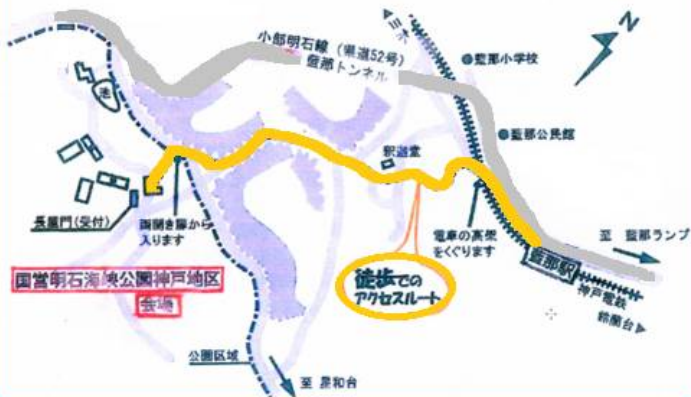 至三木
N
小部明石線（県道52号）
藍那トンネル
藍那小学校
藍那公民館
池
釈迦堂
長屋門（受付）
両開き扉から
入ります
電車の高架
をくぐります
至 藍那ランプ
藍那駅
神戸電鉄
鈴蘭台
国営明石海峡公園神戸地区
会場
徒歩での
アクセスルート
公園区域
至 星和台